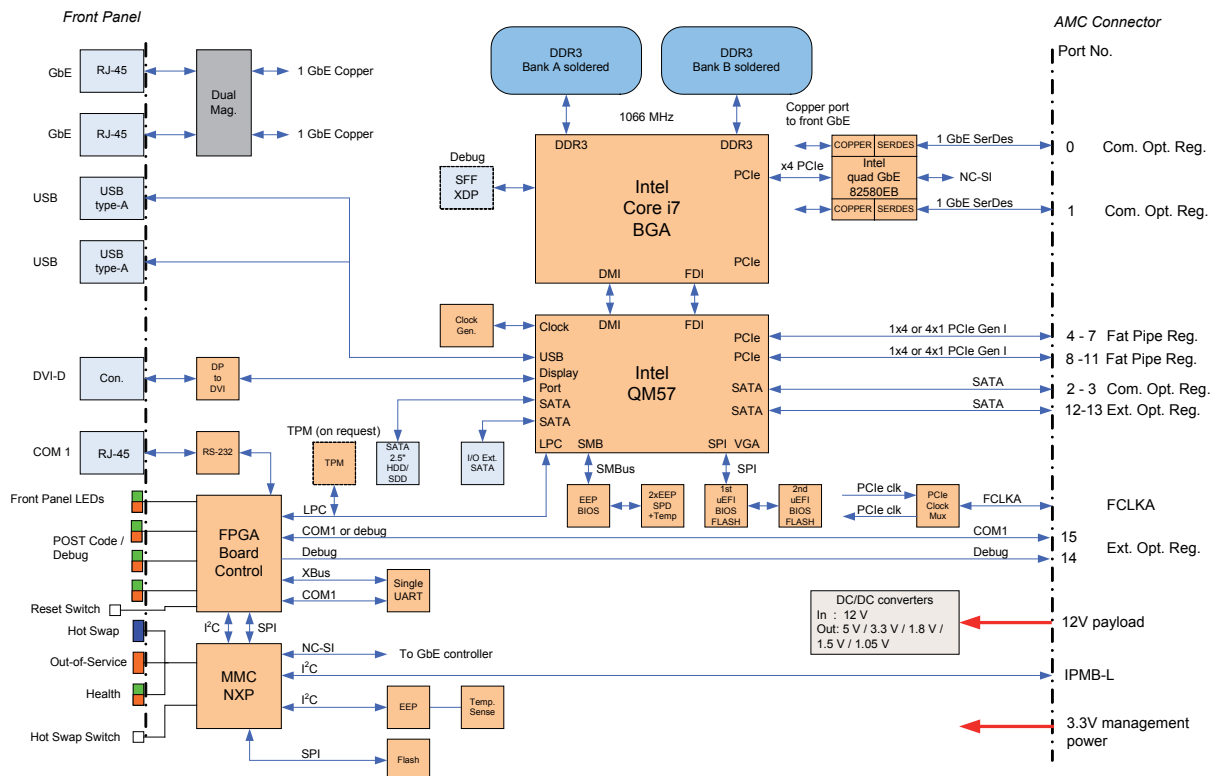 Front Panel
AMC Connector
Port No.
GbE
RJ-45
Dual
Mag.
1 GbE Copper
GbE
RJ-45
1 GbE Copper
USB
USB
type-A
USB
USB
type-A
DDR3
Bank A soldered
DDR3
Bank B soldered
1066 MHz
Copper port
to front GbE
Debug
SFF
XDP
DDR3
DDR3
PCIe
Intel
Core i7
BGA
PCIe
DMI
FDI
x4 PCIe
COPPER
SERDES
Intel
quad GbE
82580EB
COPPER
SERDES
1 GbE SerDes
NC-SI
1 GbE SerDes
0
Com. Opt. Reg.
1
Com. Opt. Reg.
Clock
Gen.
Clock
DMI
FDI
PCIe
USB
PCIe
Display
Port
Intel
QM57
SATA
SATA
SATA
SATA
LPC
SMB
SPI
VGA
1x4 or 4x1 PCIe Gen I
4 - 7
Fat Pipe Reg.
1x4 or 4x1 PCIe Gen I
8 -11
Fat Pipe Reg.
SATA
2 - 3
Com. Opt. Reg.
SATA
12-13
Ext. Opt. Reg.
DVI-D
Con.
DP
to
DVI
COM 1
RJ-45
RS-232
TPM (on request)
TPM
SATA
2.5"
HDD/
SDD
I/O Ext.
SATA
SMBus
SPI
EEP
BIOS
2xEEP
SPD
+Temp
1st
uEFI
BIOS
FLASH
2nd
uEFI
BIOS
FLASH
PCIe clk
PCIe clk
PCIe
Clock
Mux
FCLKA
FCLKA
Front Panel LEDs
POST Code /
Debug
Reset Switch
FPGA
Board
Control
LPC
COM1 or debug
COM1
15
Debug
Debug
14
Ext. Opt. Reg.
XBus
COM1
Single
UART
I2C
SPI
DC/DC converters
In : 12 V
Out: 5 V / 3.3 V / 1.8 V /
1.5 V / 1.05 V
12V payload
Hot Swap
Out-of-Service
Health
Hot Swap Switch
MMC
NXP
NC-SI
To GbE controller
I2C
IPMB-L
I2C
EEP
Temp.
Sense
SPI
Flash
3.3V management
power